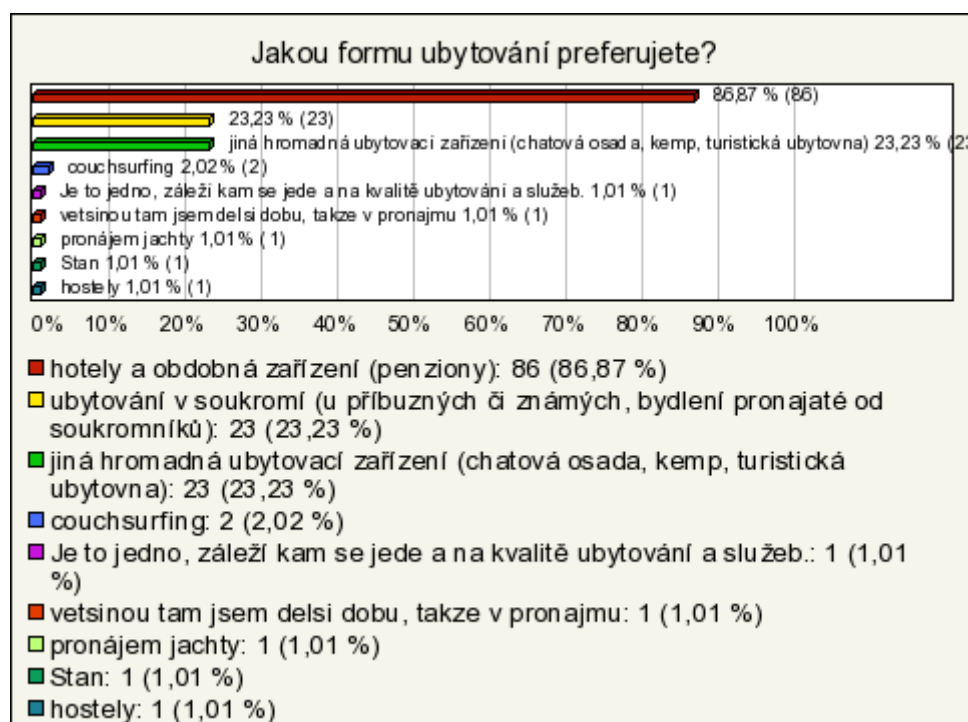 Jakou formu ubytování preferujete?
86,87 % (86)
23,23 % (23)
jiná hromadná ubytovací zařízení (chatová osada, kemp, turistická ubytovna) 23,23 % (23
couchsurfing 2,02 % (2)
Je to jedno, záleží kam se jede a na kvalitě ubytování a služeb. 1,01 % (1)
vetsinou tam jsem delsi dobu, takze v pronajmu 1,01 % (1)
pronájem jachty 1,01 % (1)
Stan 1,01 % (1)
hostely 1,01 % (1)
0% 10% 20% 30% 40% 50% 60% 70% 80% 90% 100%
hotely a obdobná zařízení (penziony): 86 (86,87 %)
ubytování v soukromí (u příbuzných či známých, bydlení pronajaté od
soukromníků): 23 (23,23 %)
jiná hromadná ubytovací zařízení (chatová osada, kemp, turistická
ubytovna): 23 (23,23 %)
couchsurfing: 2 (2,02 %)
Je to jedno, záleží kam se jede a na kvalitě ubytování a služeb.: 1 (1,01
%)
vetsinou tam jsem delsi dobu, takze v pronajmu: 1 (1,01 %)
pronájem jachty: 1 (1,01 %)
Stan: 1 (1,01 %)
hostely: 1 (1,01 %)